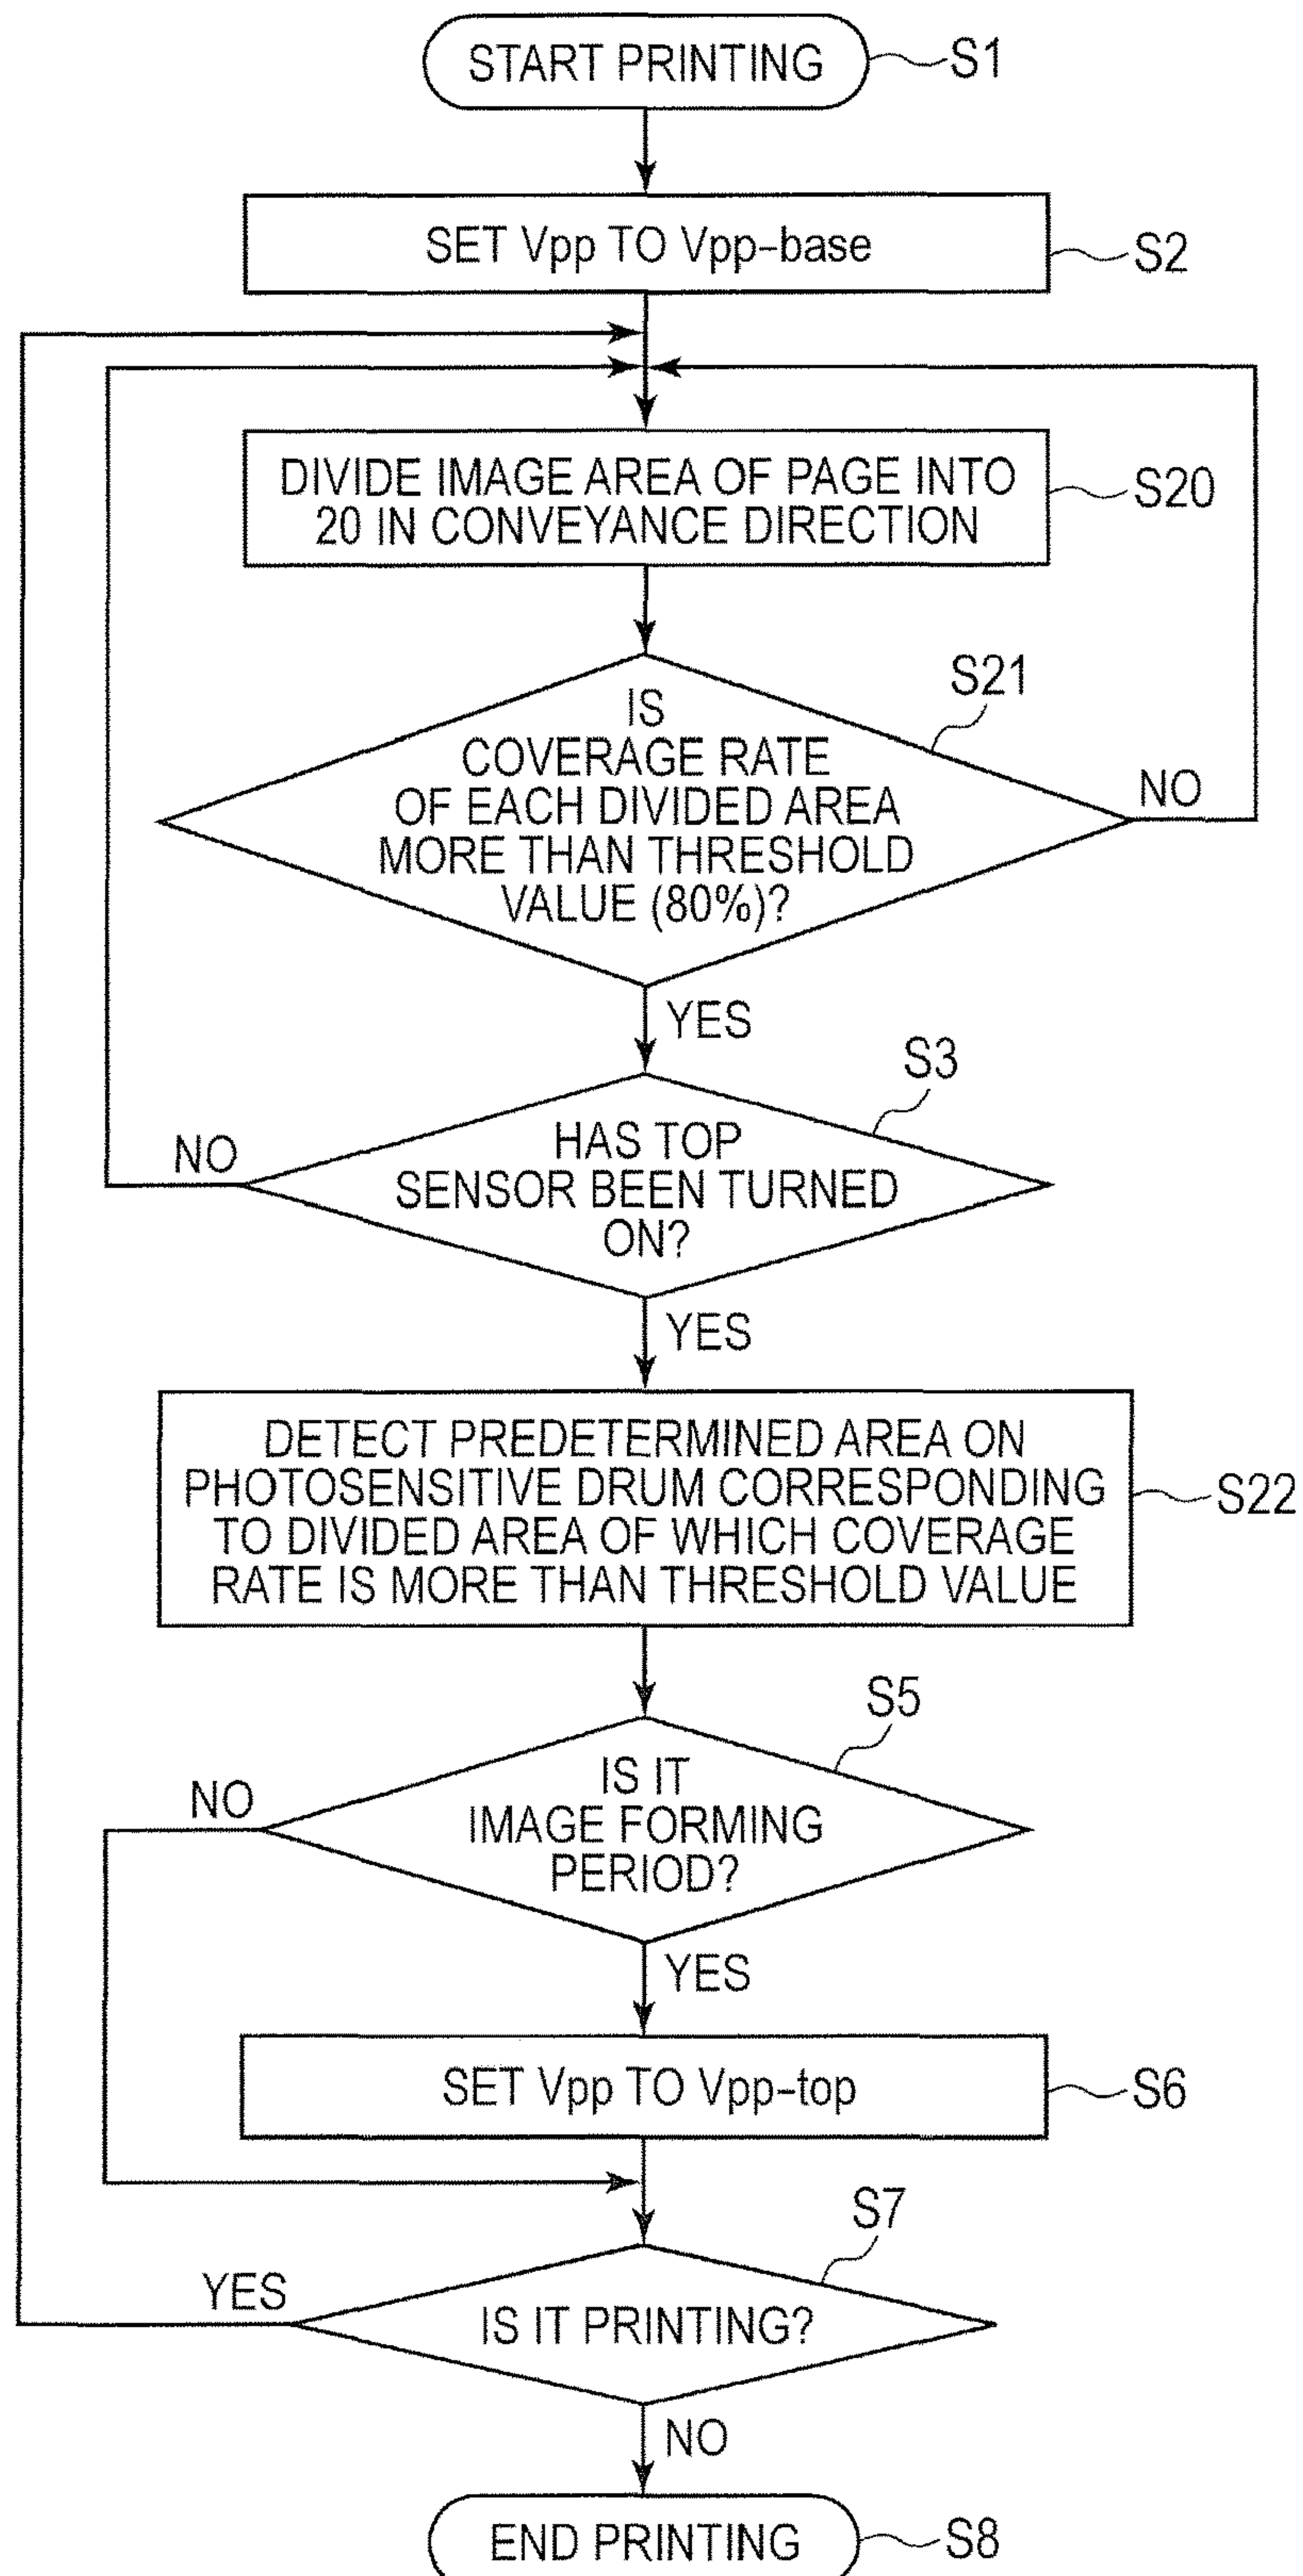 START PRINTING
S1
SET Vpp TO Vpp-base
S2
DIVIDE IMAGE AREA OF PAGE INTO
20 IN CONVEYANCE DIRECTION
S20
S21
IS
COVERAGE RATE
OF EACH DIVIDED AREA
MORE THAN THRESHOLD
VALUE (80%)?
NO
YES
S3
NO
HAS TOP
SENSOR BEEN TURNED
ON?
YES
DETECT PREDETERMINED AREA ON
PHOTOSENSITIVE DRUM CORRESPONDING
TO DIVIDED AREA OF WHICH COVERAGE
RATE IS MORE THAN THRESHOLD VALUE
S22
S5
NO
IS IT
IMAGE FORMING
PERIOD?
YES
SET Vpp TO Vpp-top
S6
S7
YES
IS IT PRINTING?
NO
END PRINTING
S8